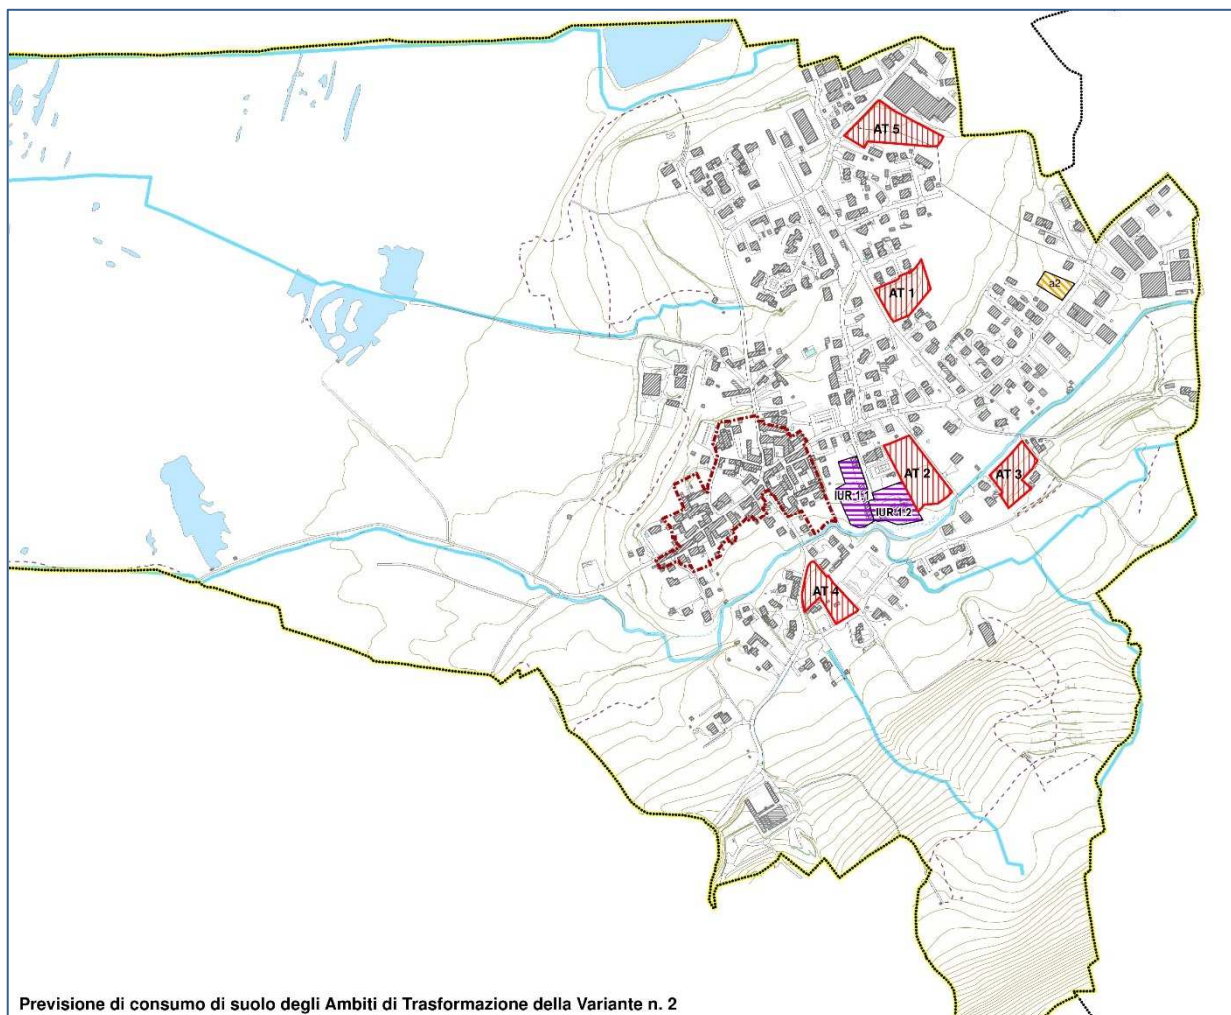 AT 5
a2
AT 1
AT 2
AT 3
IUR 1.1
IUR 1.2
AT 4
Previsione di consumo di suolo degli Ambiti di Trasformazione della Variante n. 2